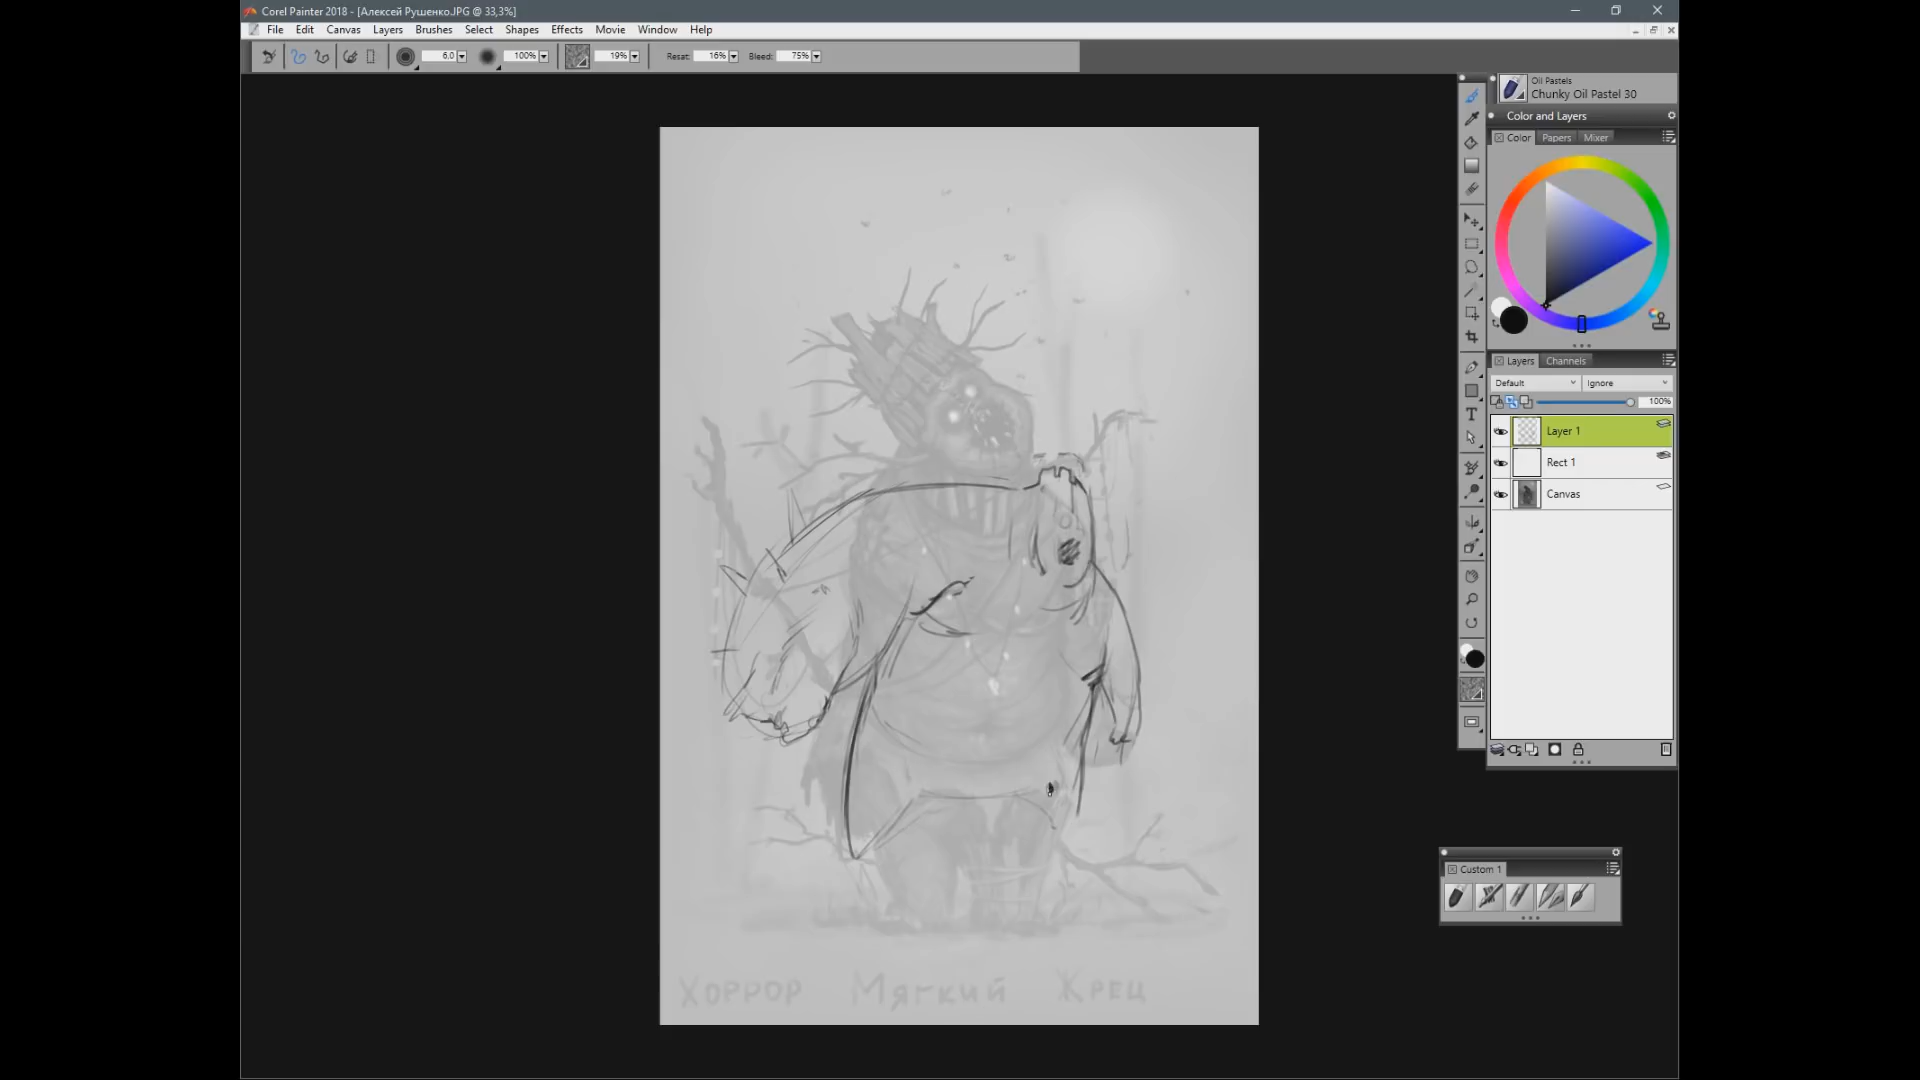 Corel Painter 2018 - [Алексей Рушенко.JPG @ 33,3%]
File Edit Canvas Layers Brushes Select Shapes Effects Movie Window Help
6.0 100% 19% Resat: 16% Bleed: 75%
Oil Pastels
Chunky Oil Pastel 30
Color and Layers
Color Papers Mixer
Layers Channels
Default Ignore
100%
Layer 1
Rect 1
Canvas
Custom 1
Хоррор Мягкий Жрец